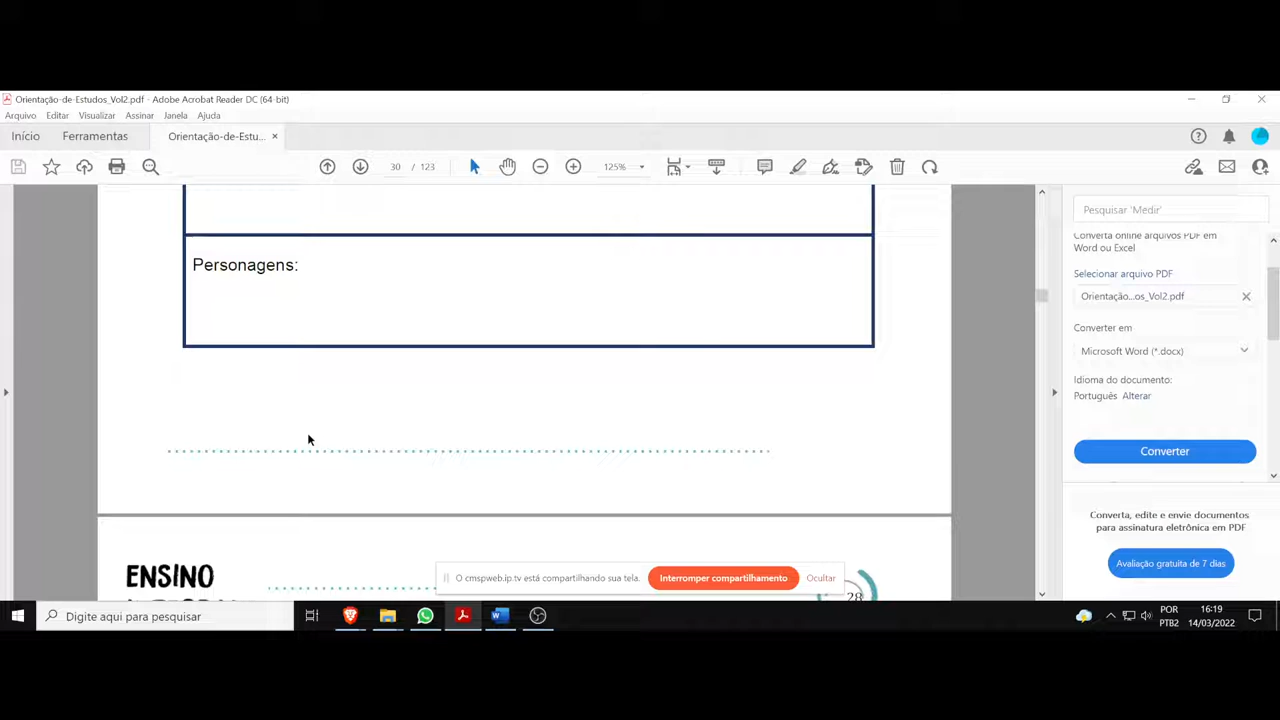 Orientação-de-Estudos_Vol2.pdf - Adobe Acrobat Reader DC (64-bit)
Arquivo Editar Visualizar Assinar Janela Ajuda
Início Ferramentas Orientação-de-Estu... ×
30 / 123 125%
Personagens:
ENSINO
28
Pesquisar 'Medir'
Converta online arquivos PDF em
Word ou Excel
Selecionar arquivo PDF
Orientação...os_Vol2.pdf
Converter em
Microsoft Word (*.docx)
Idioma do documento:
Português Alterar
Converter
Converta, edite e envie documentos
para assinatura eletrônica em PDF
Avaliação gratuita de 7 dias
O cmspweb.ip.tv está compartilhando sua tela. Interromper compartilhamento Ocultar
Digite aqui para pesquisar
POR
PTB2
16:19
14/03/2022